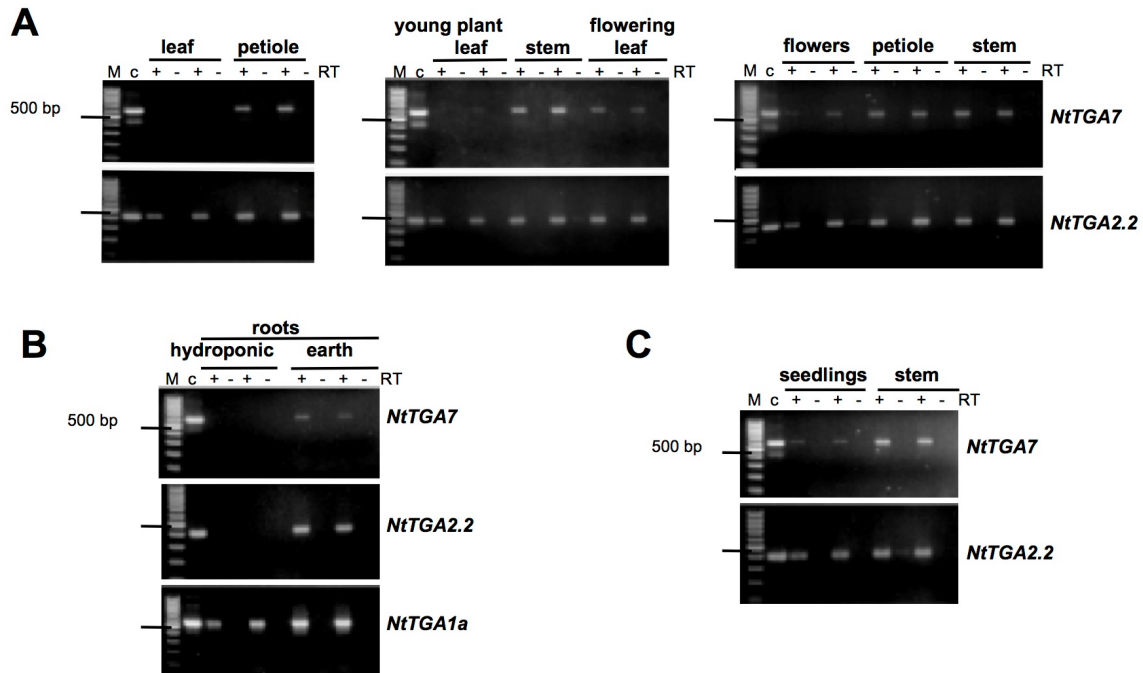 A
leaf petiole
M c + - + - + - + - RT
500 bp
young plant leaf stem flowering leaf
M c + - + - + - + - + - + - RT
flowers petiole stem
M c + - + - + - + - + - + - RT
NtTGA7
NtTGA2.2
B
roots
hydroponic earth
M c + - + - + - + - RT
500 bp
NtTGA7
NtTGA2.2
NtTGA1a
C
seedlings stem
M c + - + - + - + - RT
500 bp
NtTGA7
NtTGA2.2